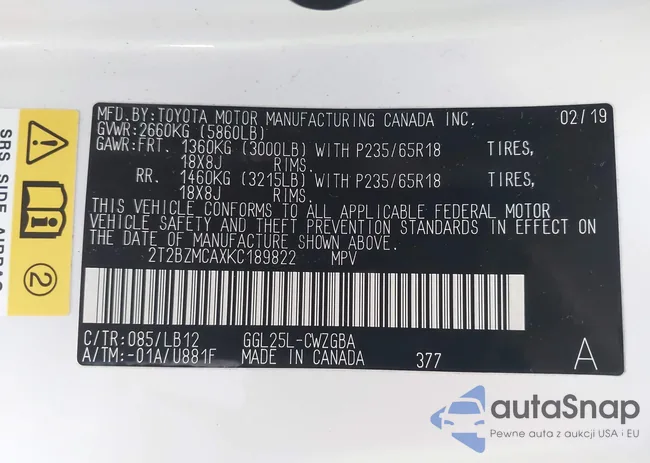 MFD.BY:TOYOTA MOTOR MANUFACTURING CANADA INC. 02/19
GVWR:2660KG (5860LB)
GAWR:FRT. 1360KG (3000LB) WITH P235/65R18 TIRES,
18X8J RIMS.
RR. 1460KG (3215LB) WITH P235/65R18 TIRES,
18X8J RIMS.
THIS VEHICLE CONFORMS TO ALL APPLICABLE FEDERAL MOTOR
VEHICLE SAFETY AND THEFT PREVENTION STANDARDS IN EFFECT ON
THE DATE OF MANUFACTURE SHOWN ABOVE.
2T2BZMCAXKC189822 MPV
C/TR:085/LB12 GGL25L-CWZGBA
A/TM:-01A/U881F MADE IN CANADA 377 A
SRS SIDE AIRBAG
2
autaSnap
Pewne auta z aukcji USA i EU